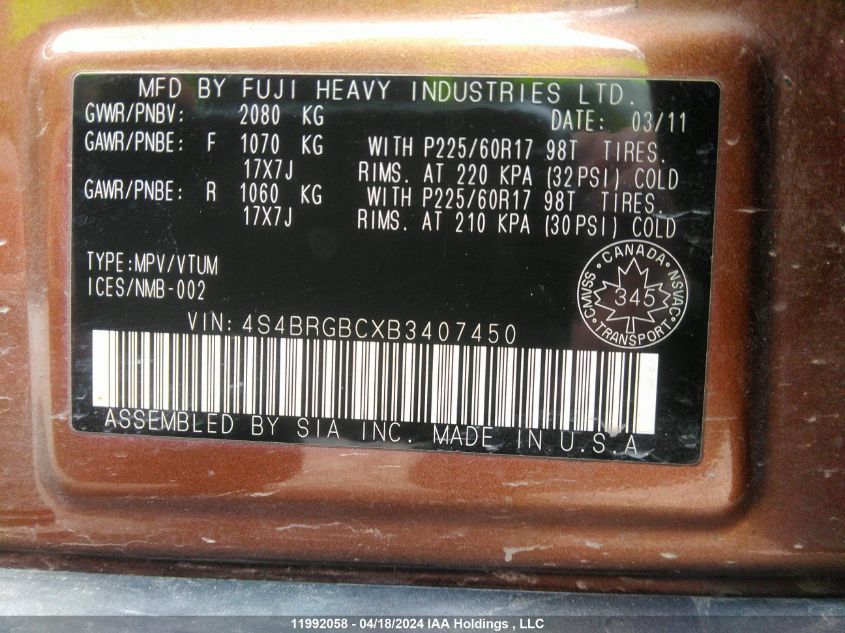 MFD BY FUJI HEAVY INDUSTRIES LTD.
GVWR/PNBV: 2080 KG DATE: 03/11
GAWR/PNBE: F 1070 KG WITH P225/60R17 98T TIRES.
17X7J RIMS. AT 220 KPA (32PSI) COLD
GAWR/PNBE: R 1060 KG WITH P225/60R17 98T TIRES.
17X7J RIMS. AT 210 KPA (30PSI) COLD
TYPE:MPV/VTUM
ICES/NMB-002
CANADA
CMVSS NSVAC
345
TRANSPORT
VIN: 4S4BRGBCXB3407450
ASSEMBLED BY SIA INC. MADE IN U.S.A
11992058 - 04/18/2024 IAA Holdings , LLC